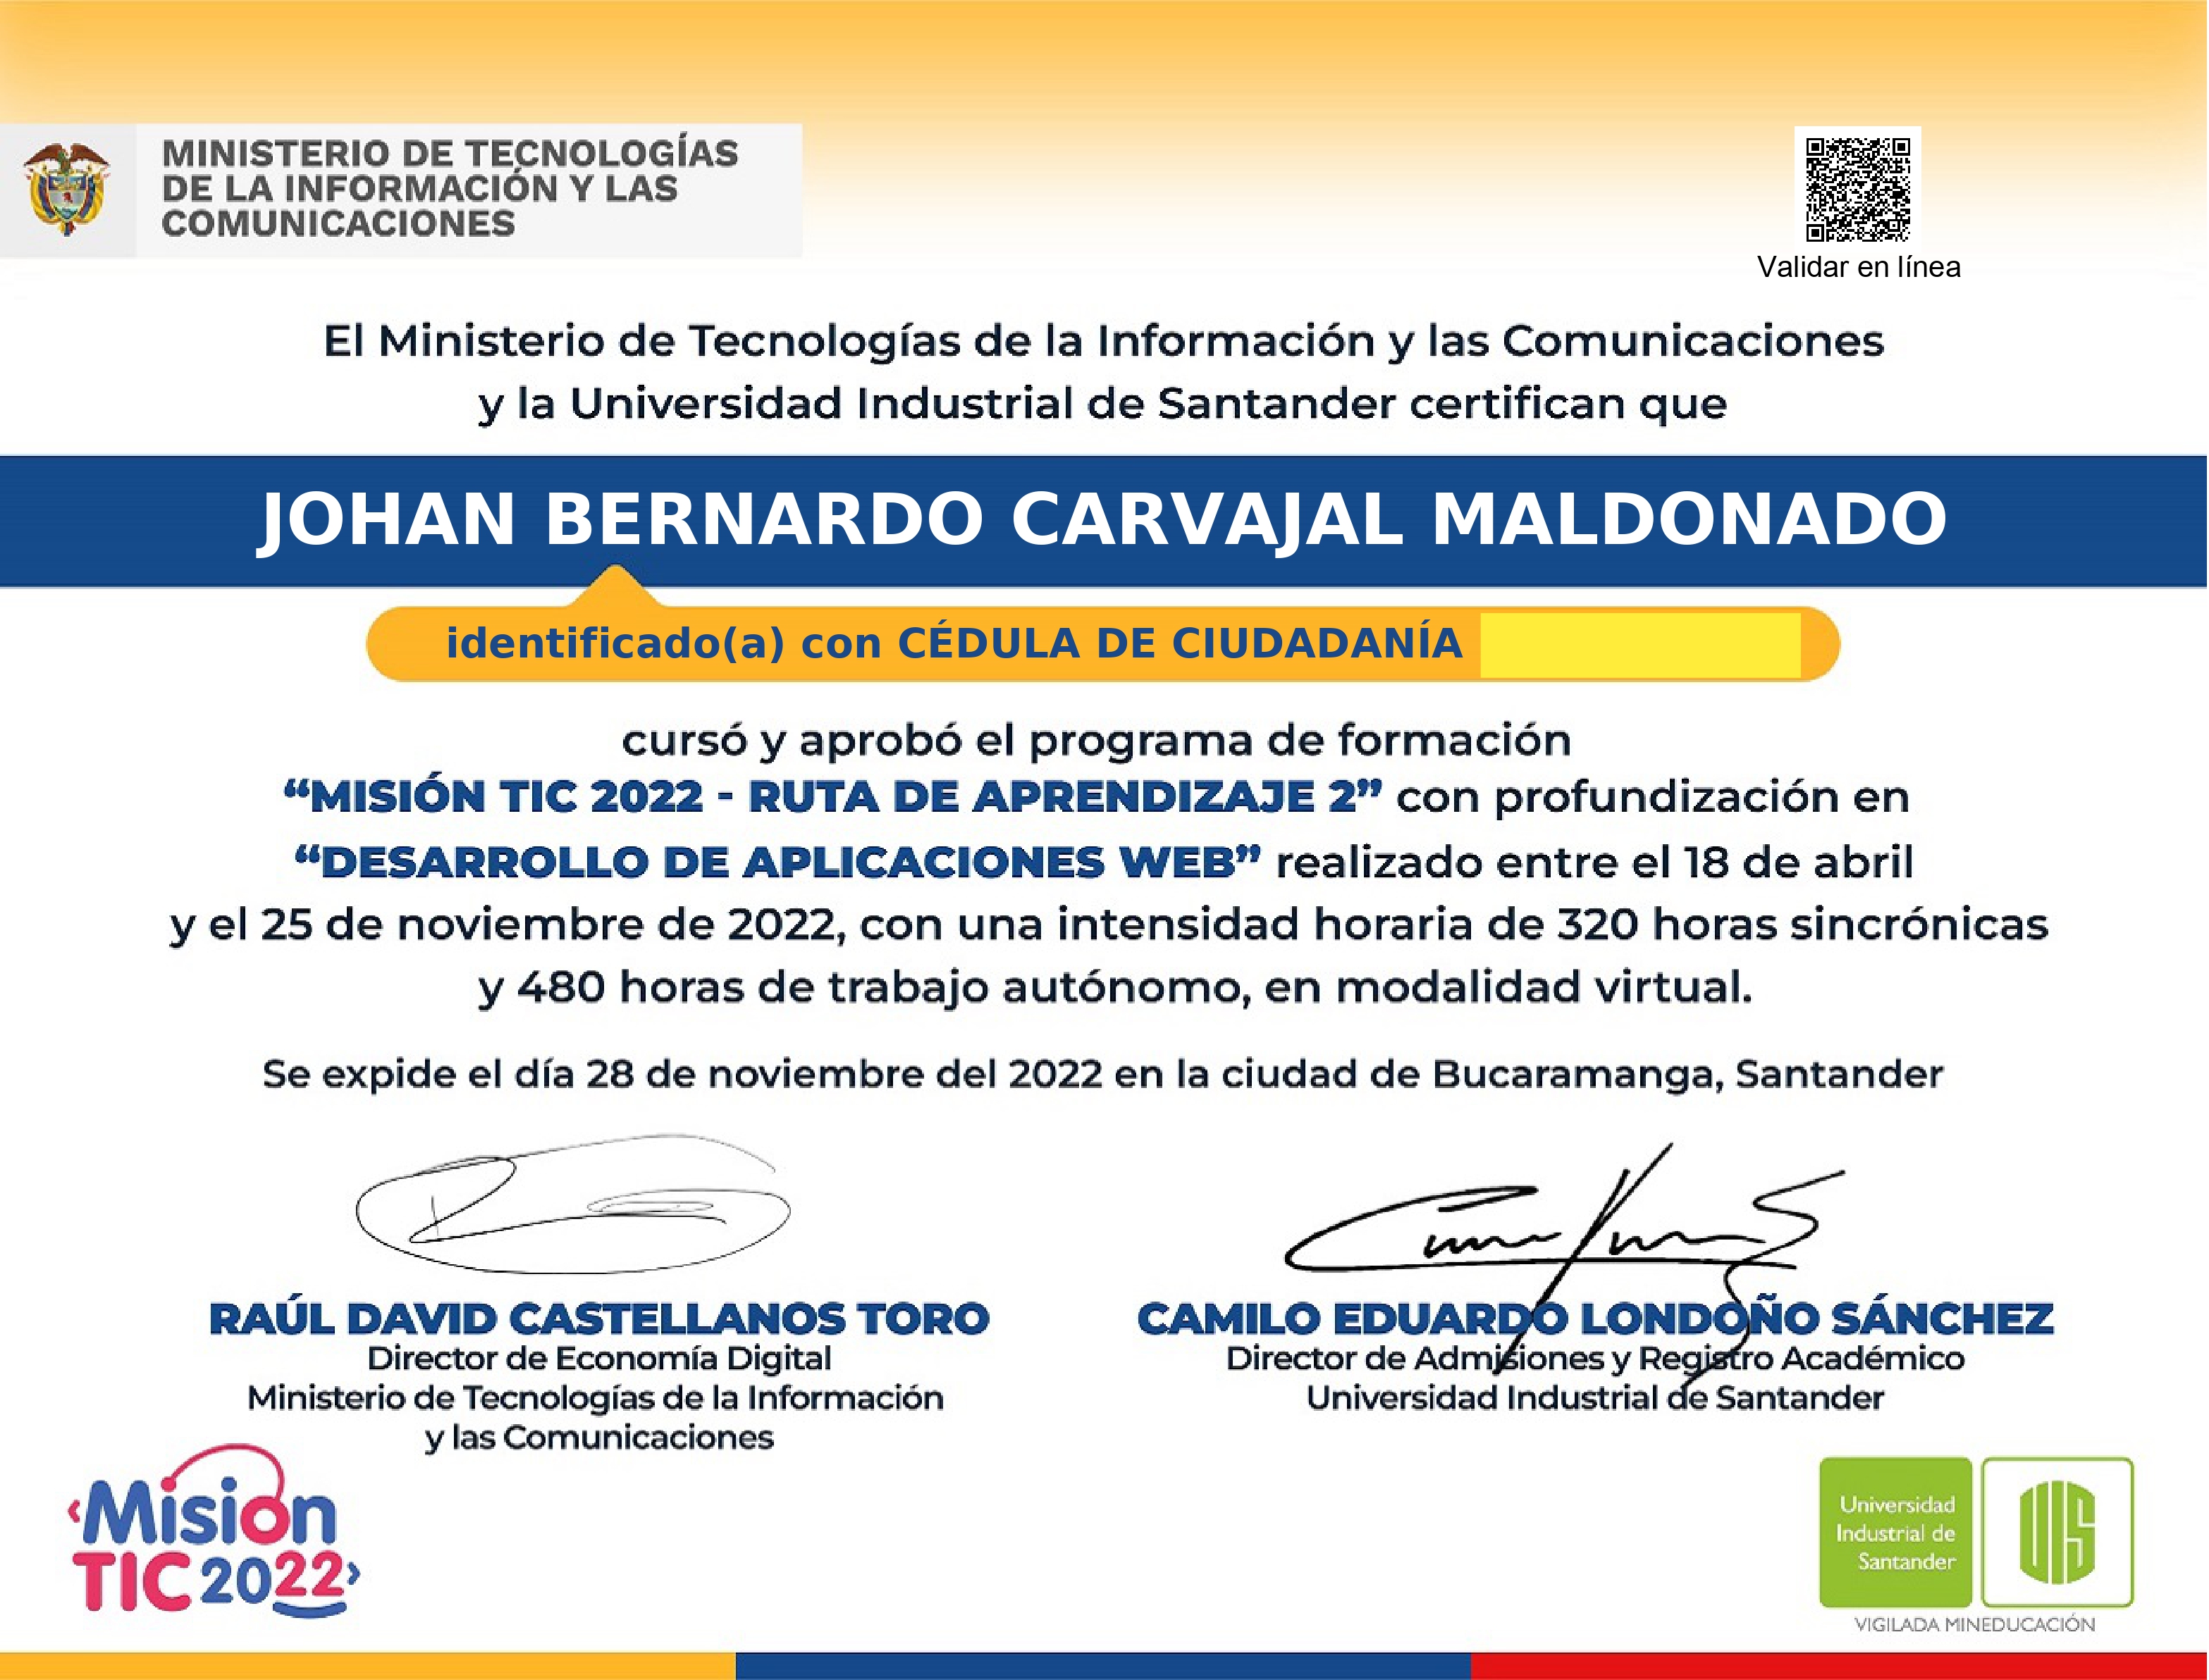 MINISTERIO DE TECNOLOGÍAS
DE LA INFORMACIÓN Y LAS
COMUNICACIONES
Validar en línea
El Ministerio de Tecnologías de la Información y las Comunicaciones
y la Universidad Industrial de Santander certifican que
JOHAN BERNARDO CARVAJAL MALDONADO
identificado(a) con CÉDULA DE CIUDADANÍA
cursó y aprobó el programa de formación
“MISIÓN TIC 2022 - RUTA DE APRENDIZAJE 2” con profundización en
“DESARROLLO DE APLICACIONES WEB” realizado entre el 18 de abril
y el 25 de noviembre de 2022, con una intensidad horaria de 320 horas sincrónicas
y 480 horas de trabajo autónomo, en modalidad virtual.
Se expide el día 28 de noviembre del 2022 en la ciudad de Bucaramanga, Santander
RAÚL DAVID CASTELLANOS TORO
Director de Economía Digital
Ministerio de Tecnologías de la Información
y las Comunicaciones
CAMILO EDUARDO LONDOÑO SÁNCHEZ
Director de Admisiones y Registro Académico
Universidad Industrial de Santander
‹Misión
TIC 2022›
Universidad
Industrial de
Santander
UIS
VIGILADA MINEDUCACIÓN